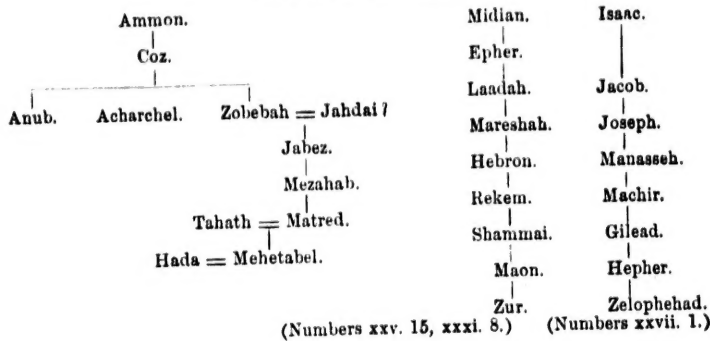 Ammon. Midian. Isaac.
Coz. Epher.
Laadah. Jacob.
Anub. Acharchel. Zobebah = Jahdai? Mareshah. Joseph.
Jabez. Hebron. Manasseh.
Mezahab. Rekem. Machir.
Tahath = Matred. Shammai. Gilead.
Hada = Mehetabel. Maon. Hepher.
Zur. Zelophehad.
(Numbers xxv. 15, xxxi. 8.) (Numbers xxvii. 1.)